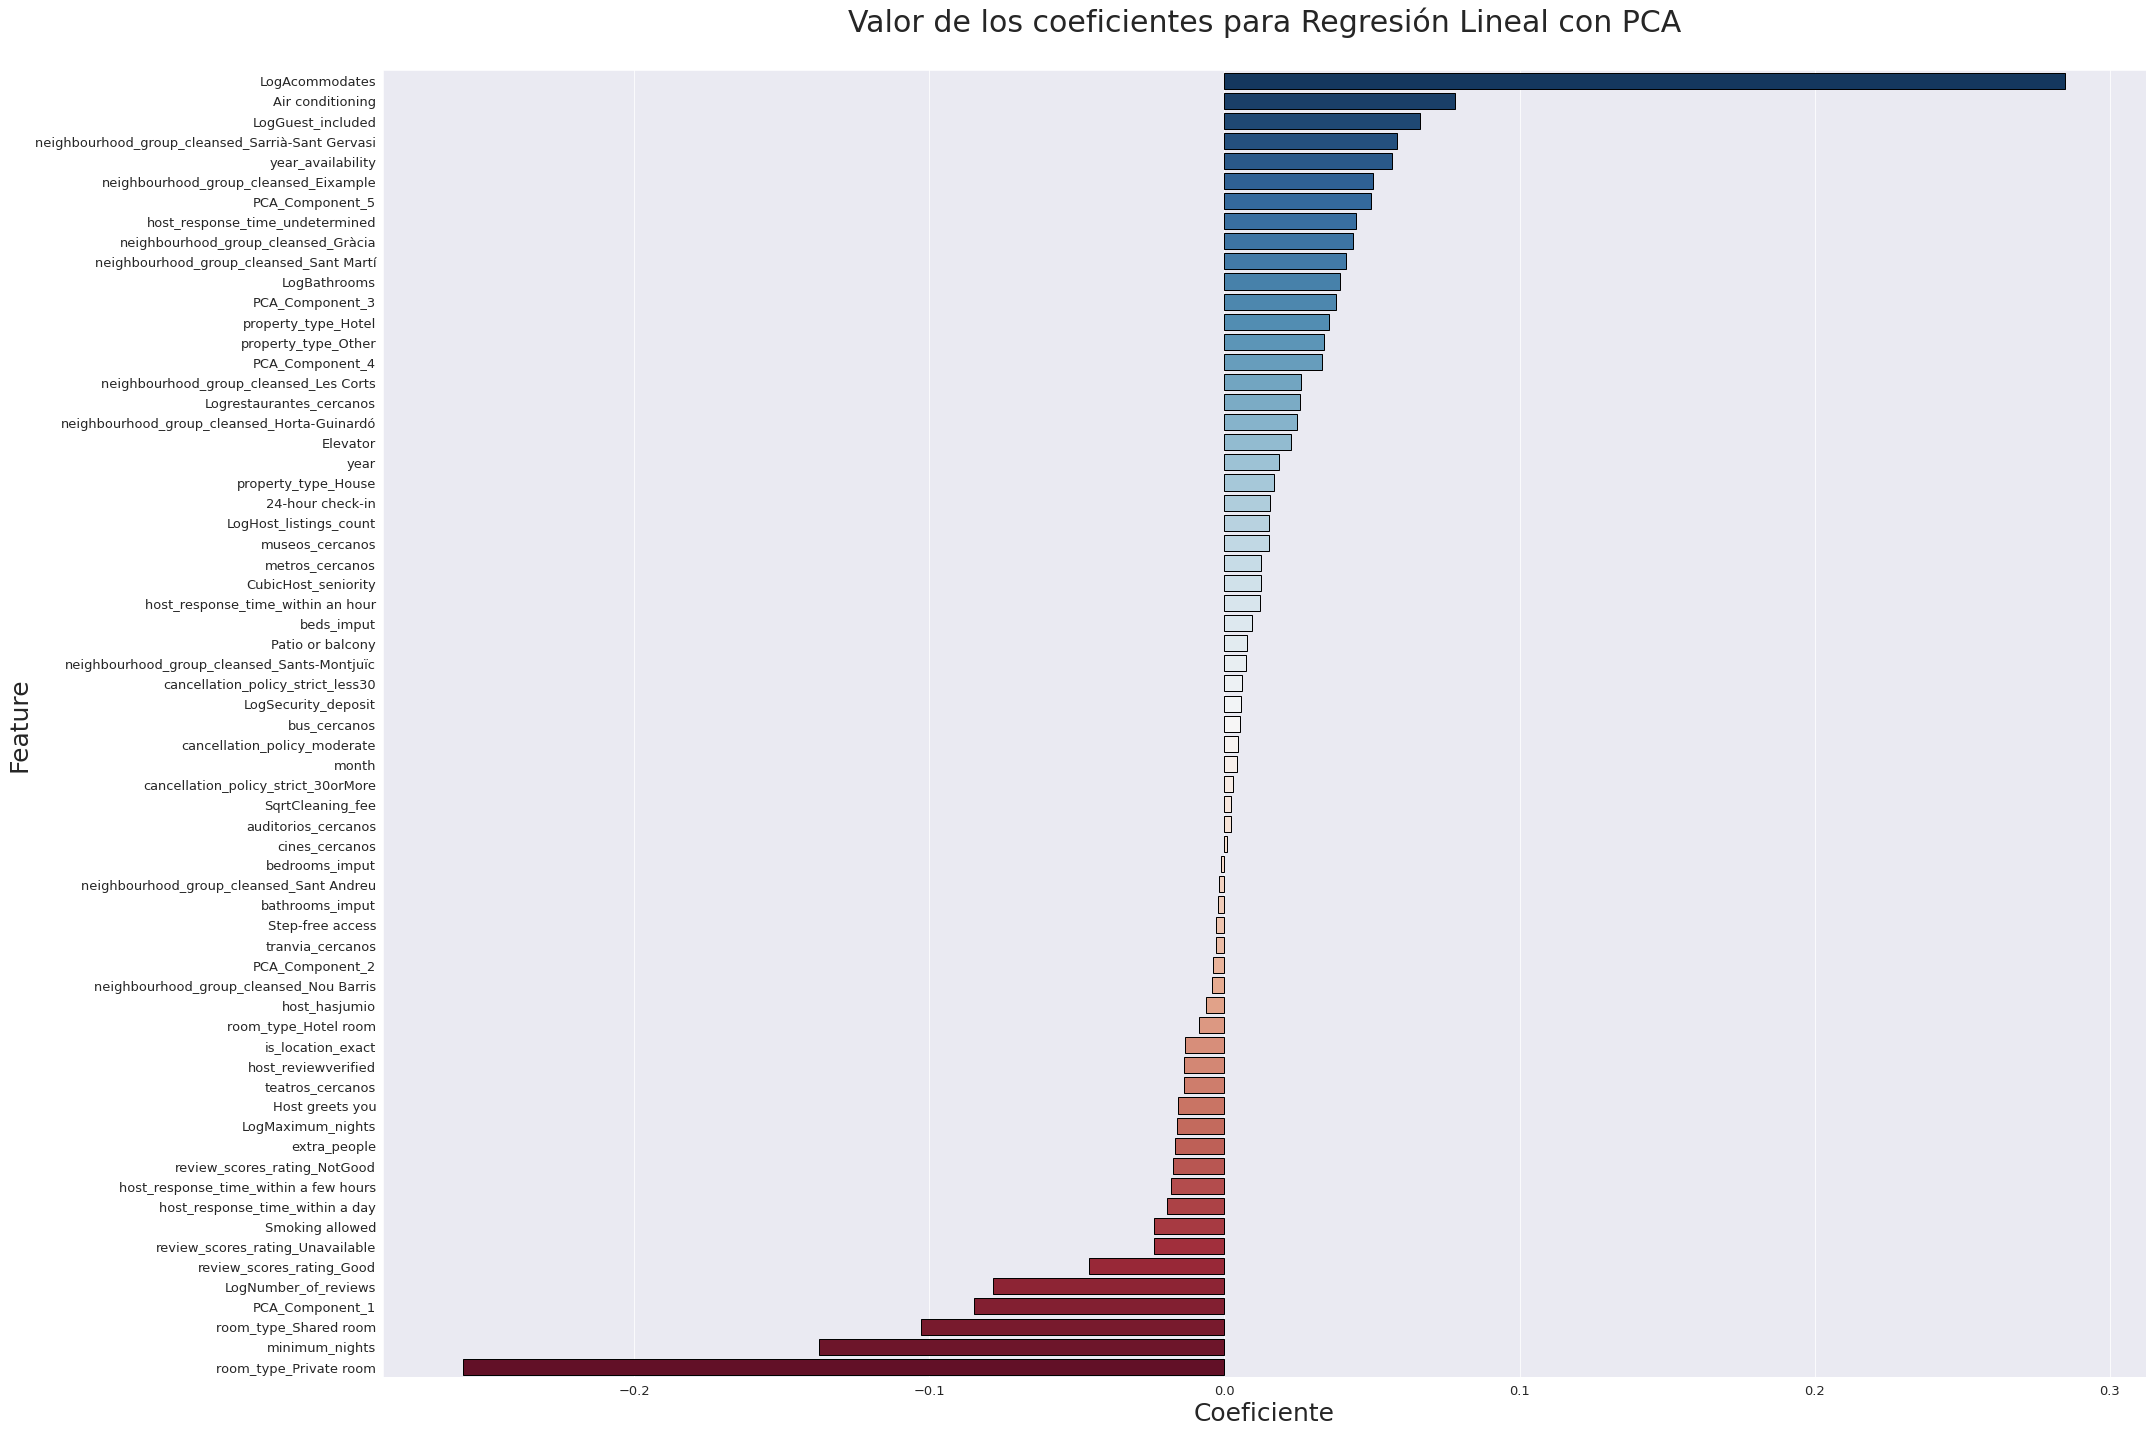 Valor de los coeficientes para Regresión Lineal con PCA
LogAcommodates
Air conditioning
LogGuest_included
neighbourhood_group_cleansed_Sarrià-Sant Gervasi
year_availability
neighbourhood_group_cleansed_Eixample
PCA_Component_5
host_response_time_undetermined
neighbourhood_group_cleansed_Gràcia
neighbourhood_group_cleansed_Sant Martí
LogBathrooms
PCA_Component_3
property_type_Hotel
property_type_Other
PCA_Component_4
neighbourhood_group_cleansed_Les Corts
Logrestaurantes_cercanos
neighbourhood_group_cleansed_Horta-Guinardó
Elevator
year
property_type_House
24-hour check-in
LogHost_listings_count
museos_cercanos
metros_cercanos
CubicHost_seniority
host_response_time_within an hour
beds_imput
Patio or balcony
neighbourhood_group_cleansed_Sants-Montjuïc
cancellation_policy_strict_less30
LogSecurity_deposit
bus_cercanos
cancellation_policy_moderate
month
cancellation_policy_strict_30orMore
SqrtCleaning_fee
auditorios_cercanos
cines_cercanos
bedrooms_imput
neighbourhood_group_cleansed_Sant Andreu
bathrooms_imput
Step-free access
tranvia_cercanos
PCA_Component_2
neighbourhood_group_cleansed_Nou Barris
host_hasjumio
room_type_Hotel room
is_location_exact
host_reviewverified
teatros_cercanos
Host greets you
LogMaximum_nights
extra_people
review_scores_rating_NotGood
host_response_time_within a few hours
host_response_time_within a day
Smoking allowed
review_scores_rating_Unavailable
review_scores_rating_Good
LogNumber_of_reviews
PCA_Component_1
room_type_Shared room
minimum_nights
room_type_Private room
Feature
−0.2 −0.1 0.0 0.1 0.2 0.3
Coeficiente